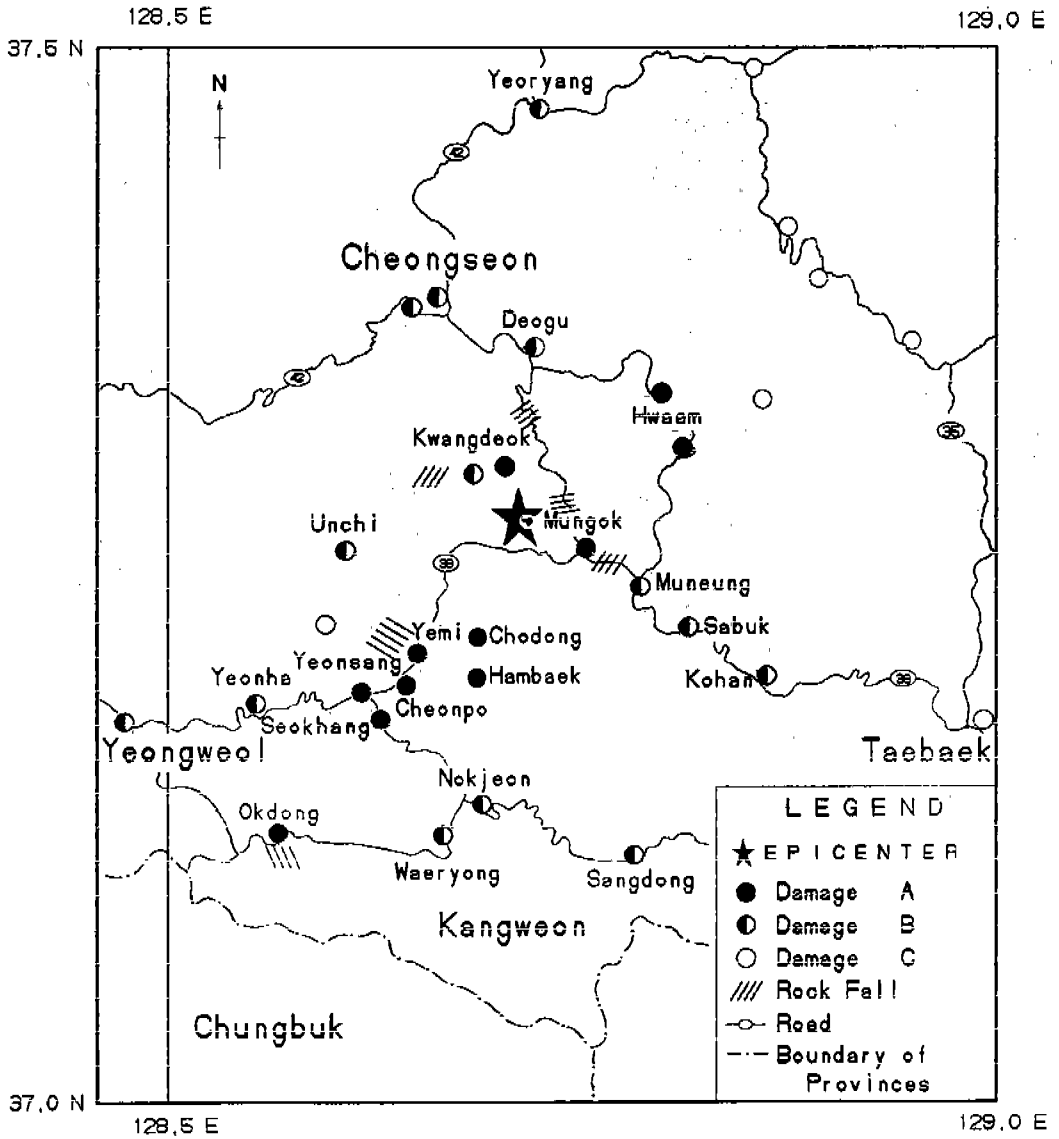 128.5 E
129.0 E
37.5 N
N
Yeoryang
42
Cheongseon
Deogu
42
Hwaam
35
Kwangdeok
Unchi
Mungok
38
Muneung
Yemi
Chodong
Sabuk
Yeonsang
Hambaek
Yeonha
Kohan
38
Cheonpo
Seokhang
Yeongweol
Taebaek
Nokjeon
Okdong
Waeryong
Sangdong
Kangweon
Chungbuk
LEGEND
EPICENTER
Damage A
Damage B
Damage C
Rock Fall
Road
Boundary of
Provinces
37.0 N
128.5 E
129.0 E